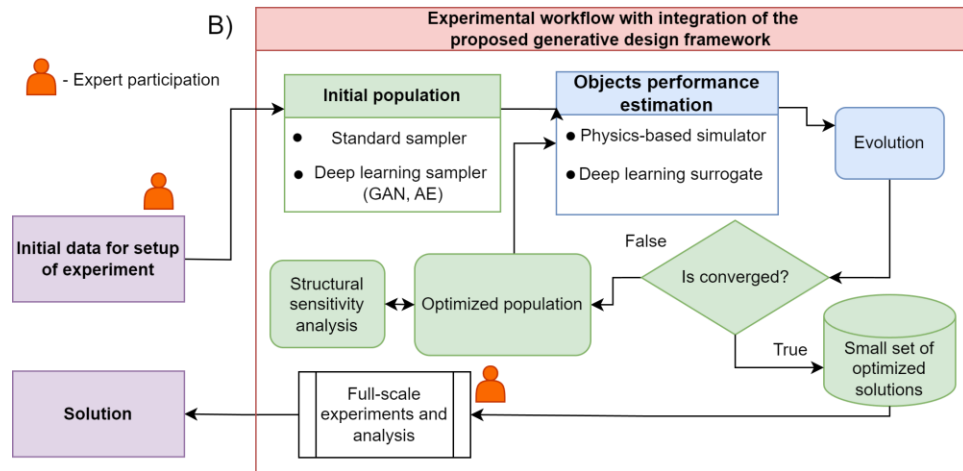 B)
Experimental workflow with integration of the
proposed generative design framework
- Expert participation
Initial population
● Standard sampler
● Deep learning sampler
(GAN, AE)
Objects performance
estimation
● Physics-based simulator
● Deep learning surrogate
Evolution
Initial data for setup
of experiment
False
Is converged?
Structural
sensitivity
analysis
Optimized population
True
Small set of
optimized
solutions
Solution
Full-scale
experiments and
analysis